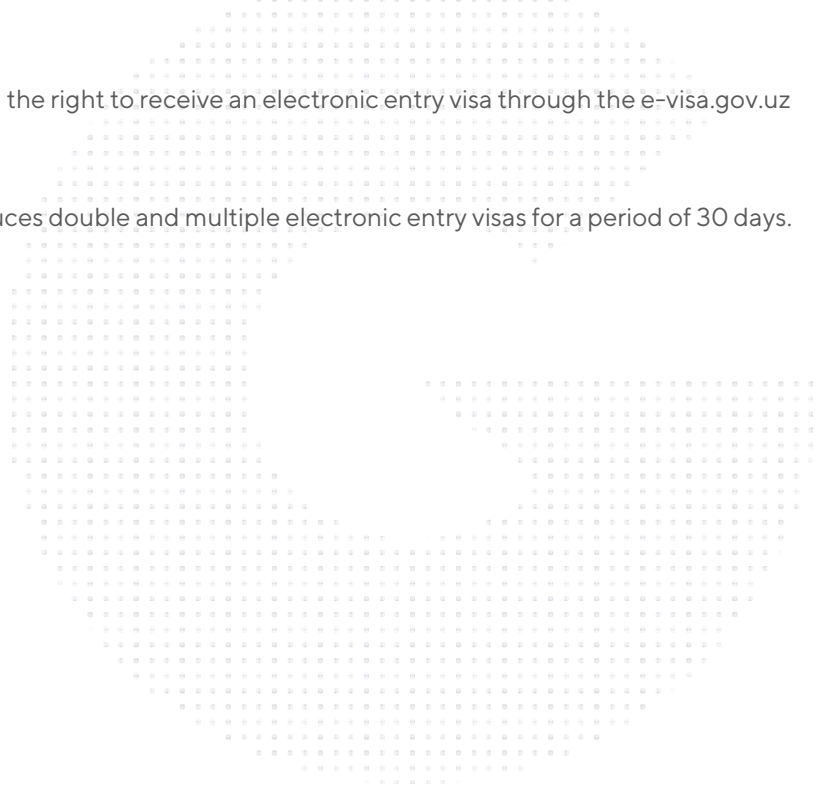 the right to receive an electronic entry visa through the e-visa.gov.uz
double and multiple electronic entry visas for a period of 30 days.